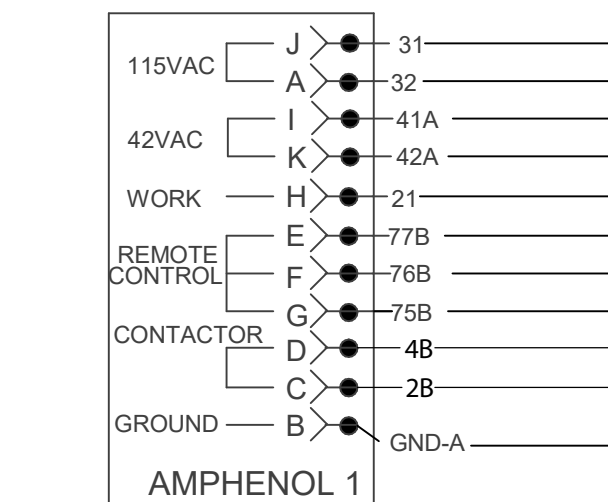 J 31
115VAC
A 32
I 41A
42VAC
K 42A
WORK H 21
E 77B
REMOTE
CONTROL
F 76B
G 75B
CONTACTOR
D 4B
C 2B
GROUND B GND-A
AMPHENOL 1